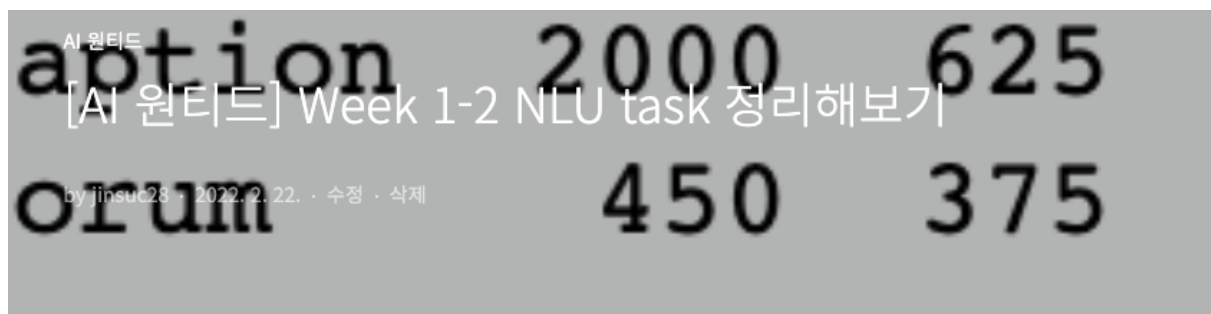 AI 원티드
aption 2000 625
[AI 원티드] Week 1-2 NLU task 정리해보기
by jinsuc28 · 2022. 2. 22. · 수정 · 삭제
orum 450 375